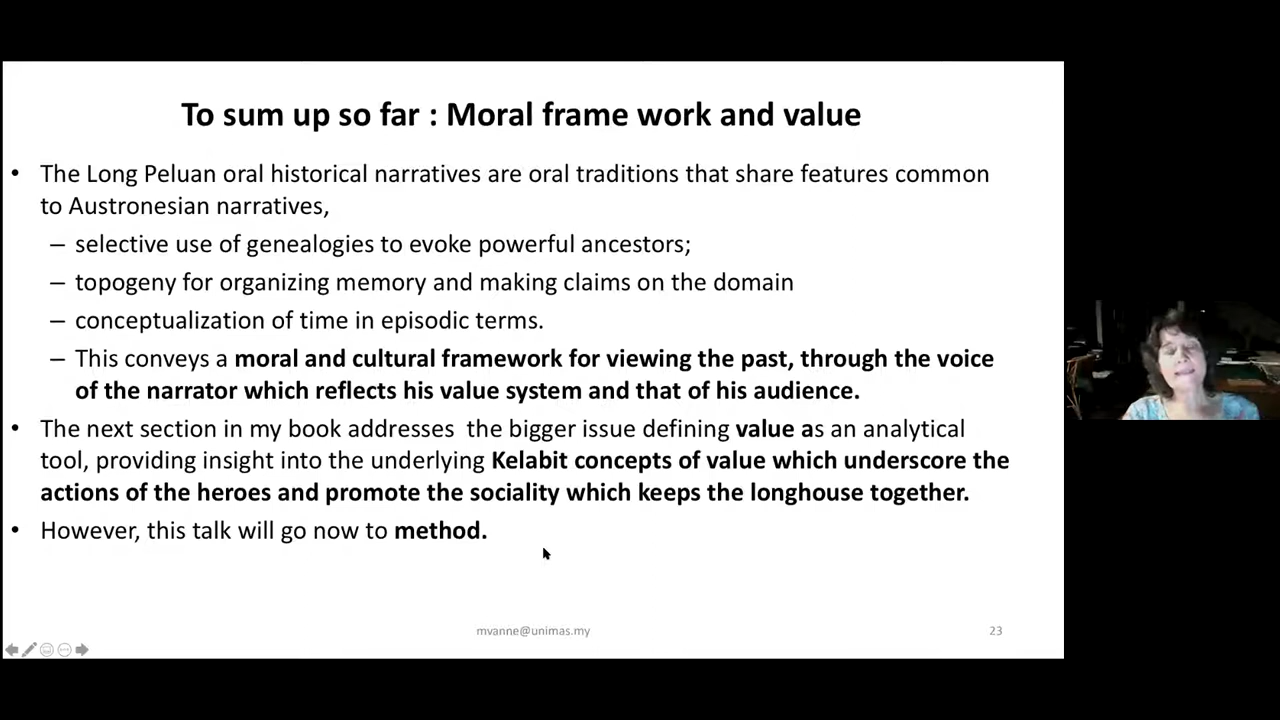 To sum up so far : Moral frame work and value
• The Long Peluan oral historical narratives are oral traditions that share features common
to Austronesian narratives,
– selective use of genealogies to evoke powerful ancestors;
– topogeny for organizing memory and making claims on the domain
– conceptualization of time in episodic terms.
– This conveys a moral and cultural framework for viewing the past, through the voice
of the narrator which reflects his value system and that of his audience.
• The next section in my book addresses  the bigger issue defining value as an analytical
tool, providing insight into the underlying Kelabit concepts of value which underscore the
actions of the heroes and promote the sociality which keeps the longhouse together.
• However, this talk will go now to method.
mvanne@unimas.my
23